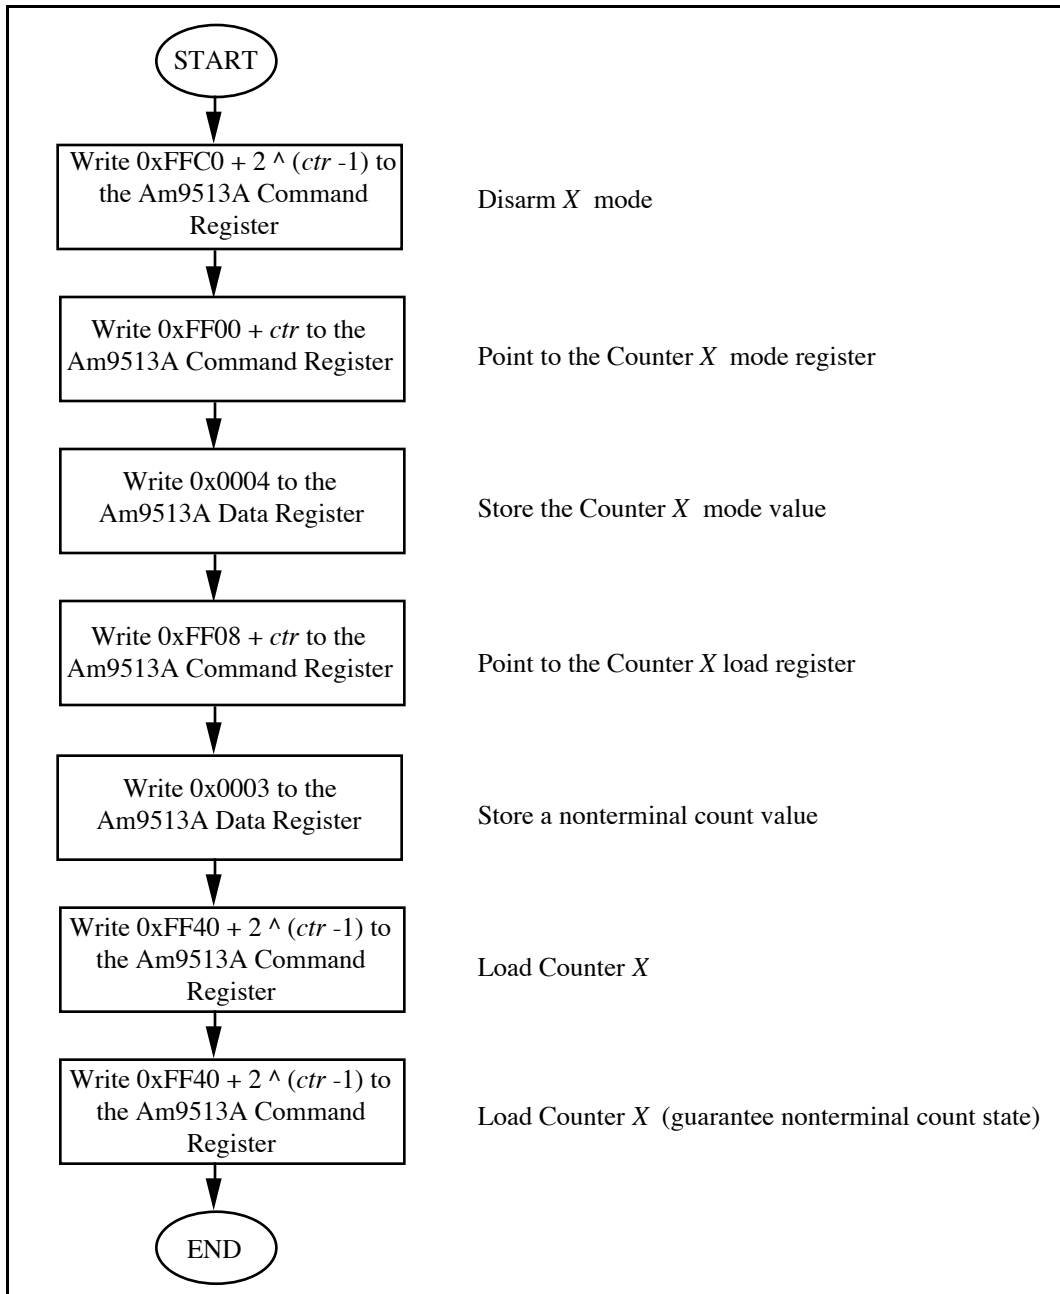 START
Write 0xFFC0 + 2 ^ (ctr -1) to
the Am9513A Command
Register
Disarm X mode
Write 0xFF00 + ctr to the
Am9513A Command Register
Point to the Counter X mode register
Write 0x0004 to the
Am9513A Data Register
Store the Counter X mode value
Write 0xFF08 + ctr to the
Am9513A Command Register
Point to the Counter X load register
Write 0x0003 to the
Am9513A Data Register
Store a nonterminal count value
Write 0xFF40 + 2 ^ (ctr -1) to
the Am9513A Command
Register
Load Counter X
Write 0xFF40 + 2 ^ (ctr -1) to
the Am9513A Command
Register
Load Counter X (guarantee nonterminal count state)
END